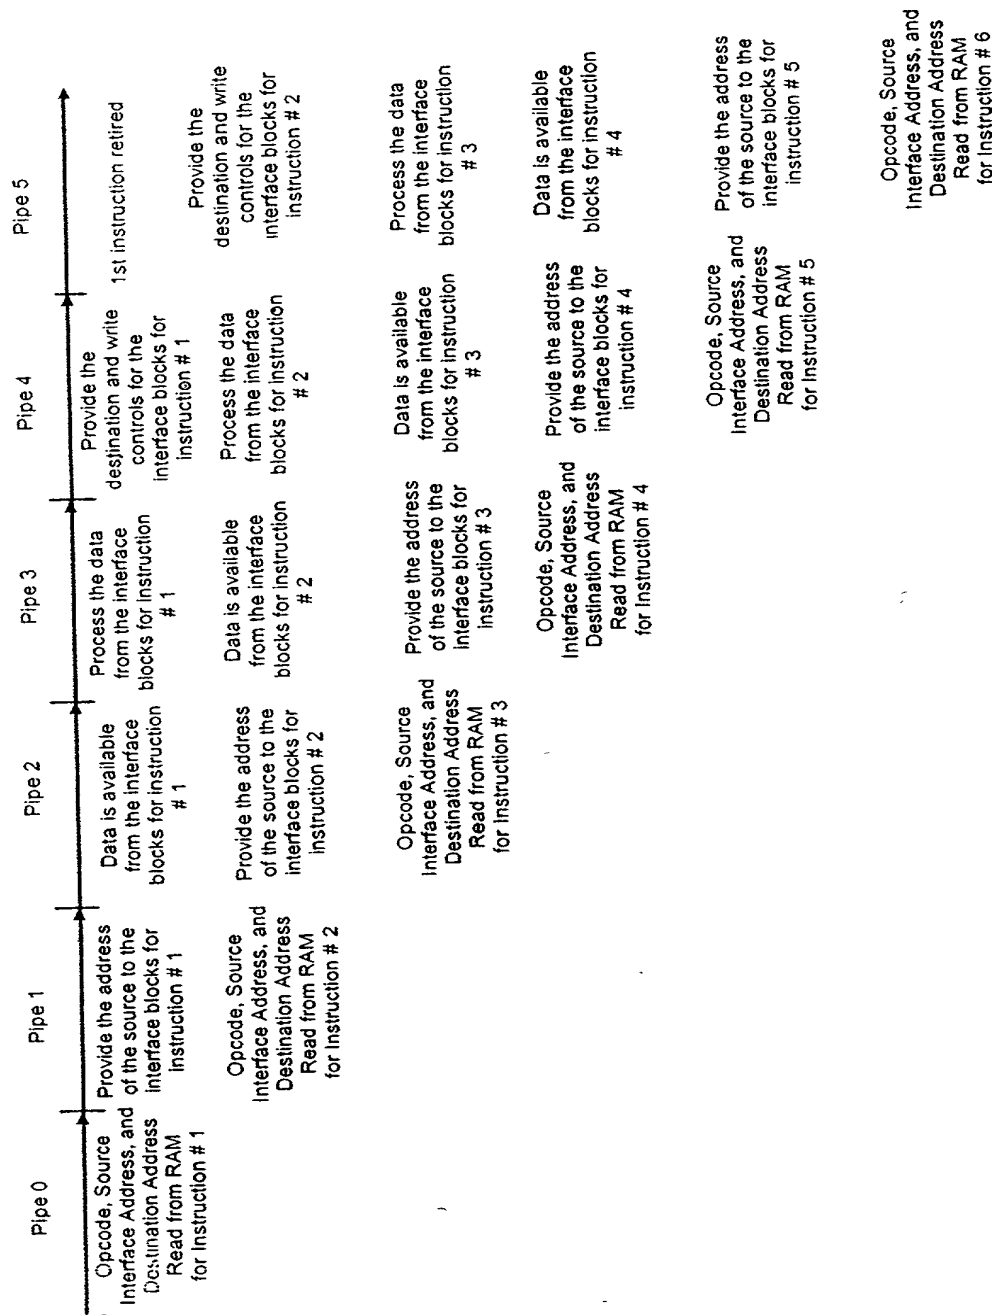 Pipe 0
Pipe 1
Pipe 2
Pipe 3
Pipe 4
Pipe 5
Opcode, Source
Interface Address, and
Destination Address
Read from RAM
for Instruction # 1
Provide the address
of the source to the
interface blocks for
instruction # 1
Data is available
from the interface
blocks for instruction
# 1
Process the data
from the interface
blocks for instruction
# 1
Provide the
destination and write
controls for the
interface blocks for
instruction # 1
1st instruction retired
Opcode, Source
Interface Address, and
Destination Address
Read from RAM
for Instruction # 2
Provide the address
of the source to the
interface blocks for
instruction # 2
Data is available
from the interface
blocks for instruction
# 2
Process the data
from the interface
blocks for instruction
# 2
Provide the
destination and write
controls for the
interface blocks for
instruction # 2
Opcode, Source
Interface Address, and
Destination Address
Read from RAM
for Instruction # 3
Provide the address
of the source to the
interface blocks for
instruction # 3
Data is available
from the interface
blocks for instruction
# 3
Process the data
from the interface
blocks for instruction
# 3
Opcode, Source
Interface Address, and
Destination Address
Read from RAM
for Instruction # 4
Provide the address
of the source to the
interface blocks for
instruction # 4
Data is available
from the interface
blocks for instruction
# 4
Opcode, Source
Interface Address, and
Destination Address
Read from RAM
for Instruction # 5
Provide the address
of the source to the
interface blocks for
instruction # 5
Opcode, Source
Interface Address, and
Destination Address
Read from RAM
for Instruction # 6